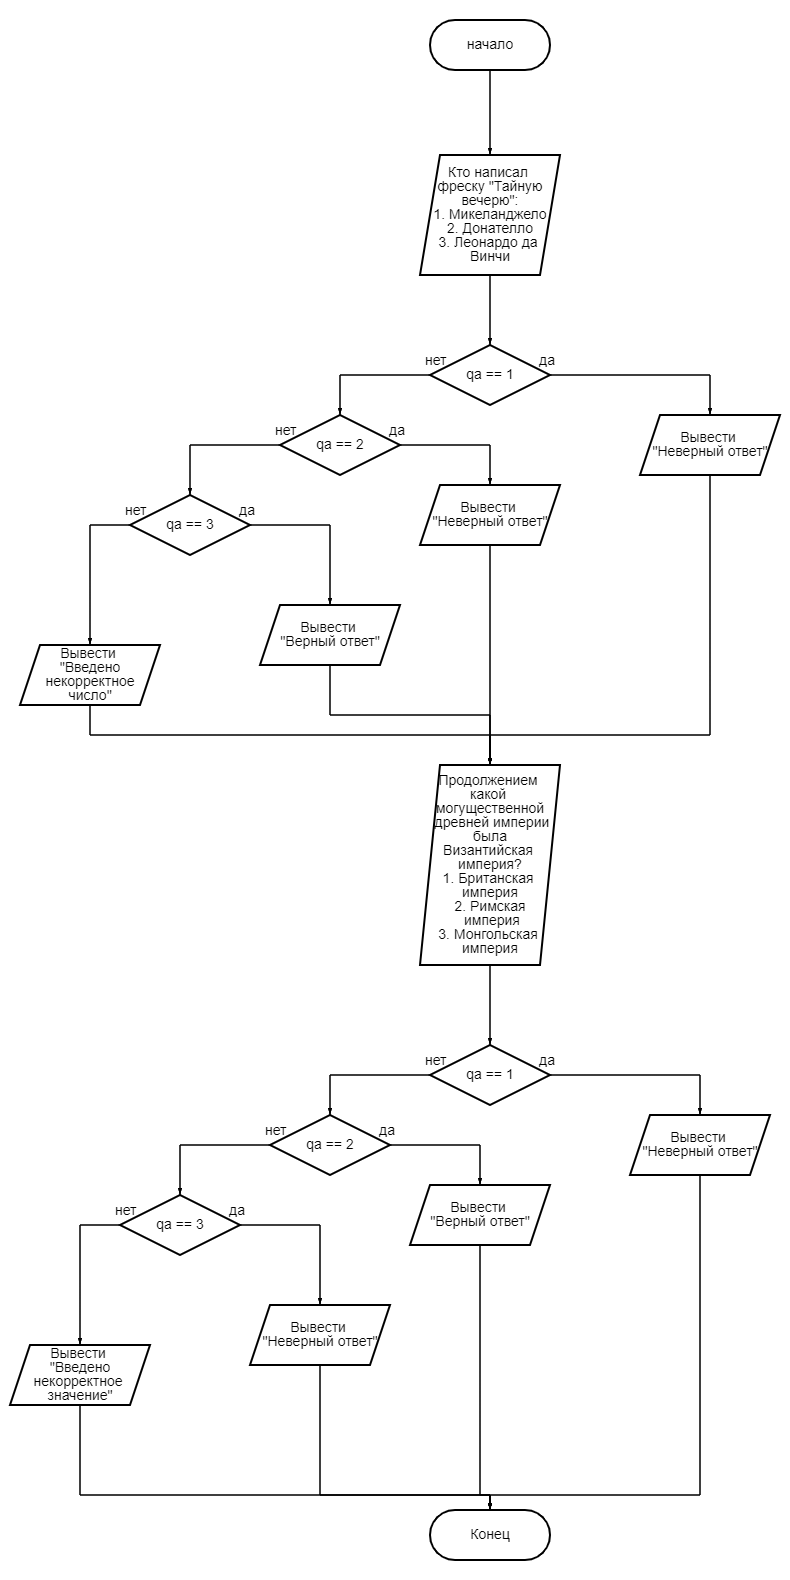 начало
Кто написал
фреску "Тайную
вечерю":
1. Микеланджело
2. Донателло
3. Леонардо да
Винчи
нет
да
qa == 1
нет
да
qa == 2
Вывести
"Неверный ответ"
нет
да
qa == 3
Вывести
"Неверный ответ"
Вывести
"Верный ответ"
Вывести
"Введено
некорректное
число"
Продолжением
какой
могущественной
древней империи
была
Византийская
империя?
1. Британская
империя
2. Римская
империя
3. Монгольская
империя
нет
да
qa == 1
нет
да
qa == 2
Вывести
"Неверный ответ"
нет
да
qa == 3
Вывести
"Верный ответ"
Вывести
"Неверный ответ"
Вывести
"Введено
некорректное
значение"
Конец